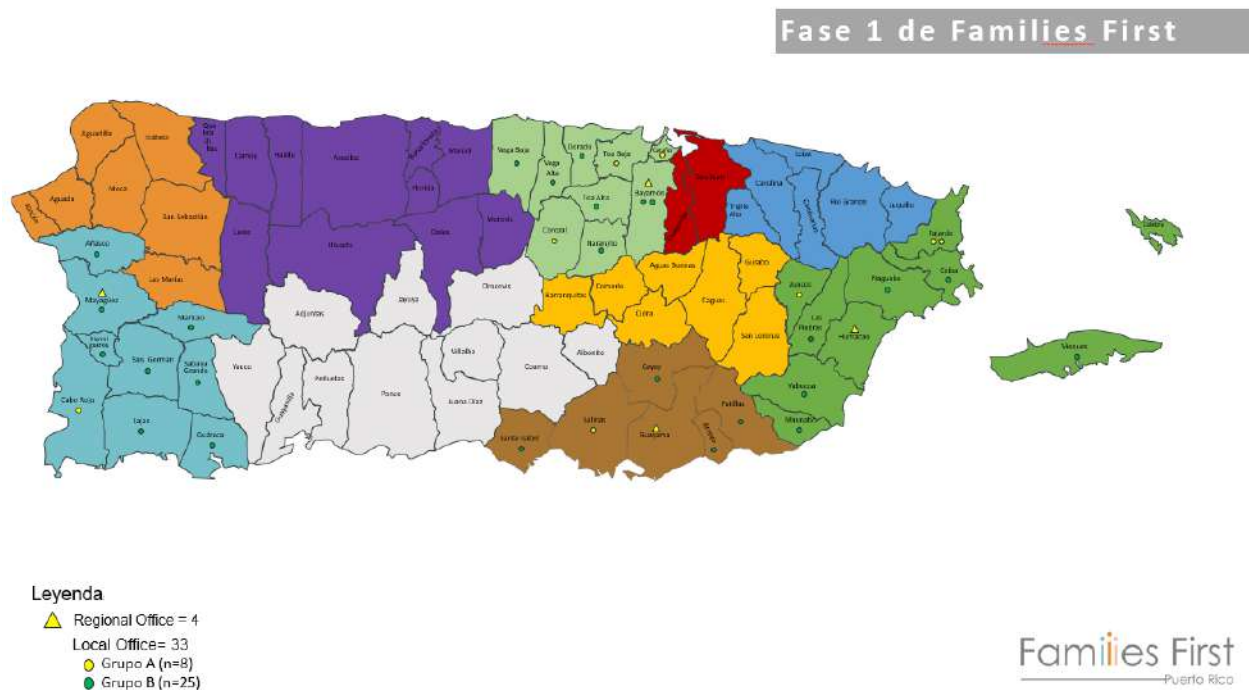 Fase 1 de Families First
Aguadilla
Isabela
Camuy
Hatillo
Arecibo
Manatí
Vega Baja
Vega Alta
Dorado
Toa Baja
Cataño
Carolina
Loíza
Moca
Aguada
San Sebastián
Florida
Trujillo Alto
Río Grande
Luquillo
Fajardo
Culebra
Lares
Utuado
Ciales
Morovis
Toa Alta
Bayamón
Corozal
Naranjito
Añasco
Las Marías
Ceiba
Naguabo
Mayagüez
Maricao
Adjuntas
Jayuya
Orocovis
Barranquitas
Comerío
Aguas Buenas
Gurabo
Caguas
Cidra
San Lorenzo
Juncos
Las Piedras
Humacao
Vieques
San Germán
Sabana Grande
Yauco
Guayanilla
Peñuelas
Ponce
Villalba
Juana Díaz
Coamo
Aibonito
Cayey
Yabucoa
Maunabo
Cabo Rojo
Lajas
Guánica
Santa Isabel
Salinas
Guayama
Patillas
Leyenda
Regional Office = 4
Local Office= 33
Grupo A (n=8)
Grupo B (n=25)
Families First
Puerto Rico